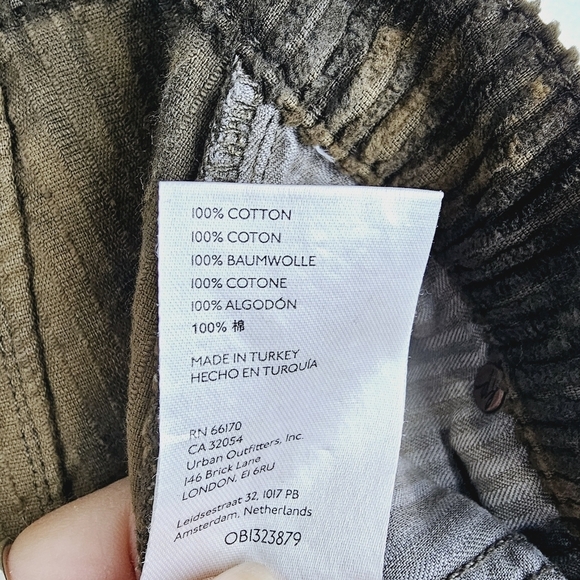 100% COTTON
100% COTON
100% BAUMWOLLE
100% COTONE
100% ALGODÓN
100% 棉
MADE IN TURKEY
HECHO EN TURQUÍA
RN 66170
CA 32054
Urban Outfitters, Inc.
146 Brick Lane
LONDON, E1 6RU
Leidsestraat 32, 1017 PB
Amsterdam, Netherlands
OB1323879